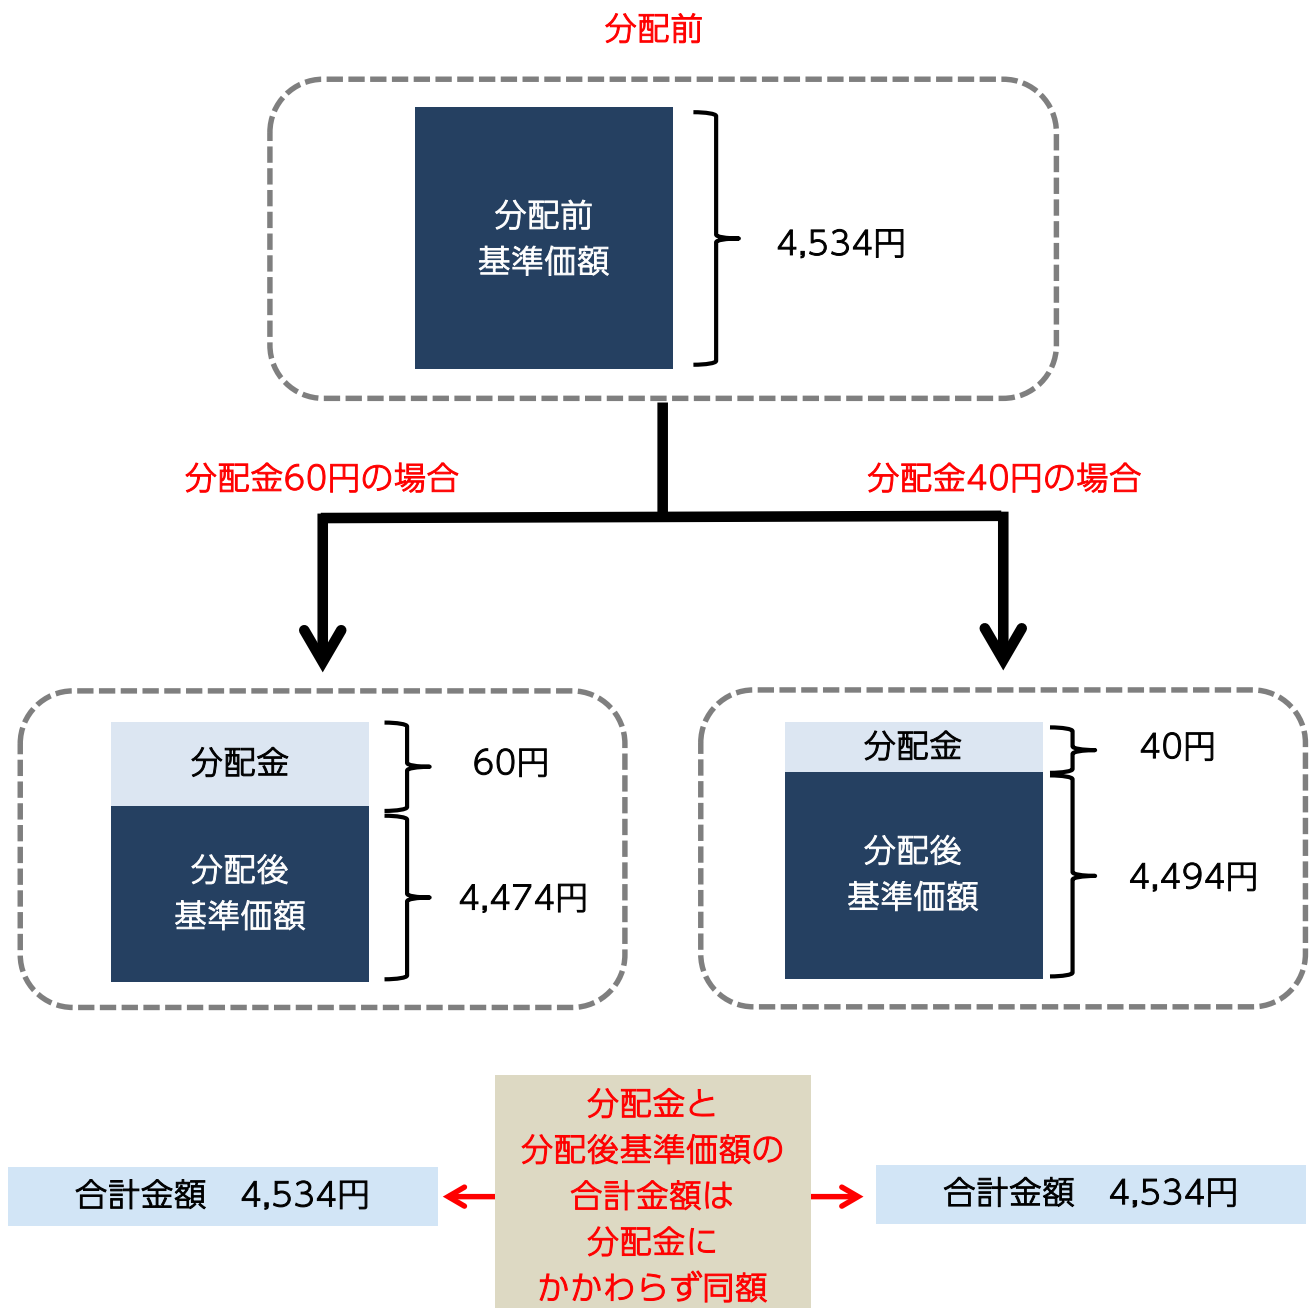 分配前
分配前
基準価額
4,534円
分配金60円の場合
分配金40円の場合
分配金
60円
分配後
基準価額
4,474円
分配金
40円
分配後
基準価額
4,494円
分配金と
分配後基準価額の
合計金額は
分配金に
かかわらず同額
合計金額　4,534円
合計金額　4,534円